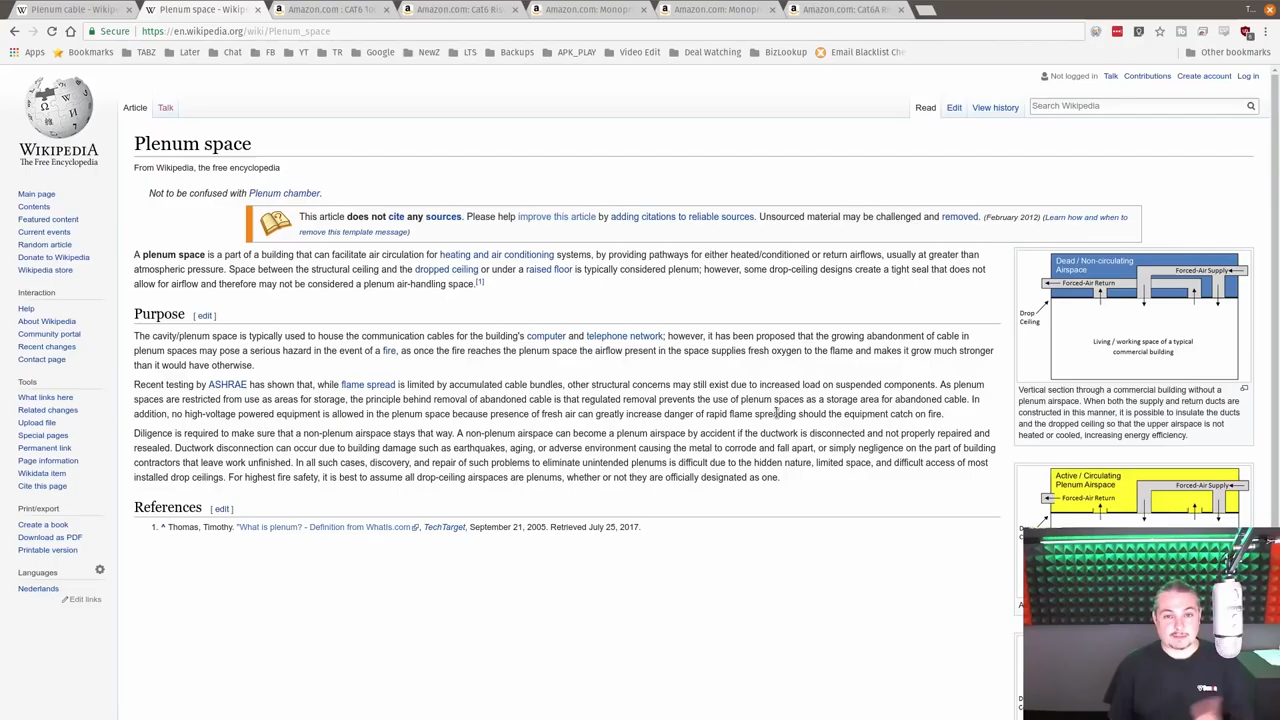 Plenum cable - Wikip
Plenum space - Wikip
Amazon.com : CAT6
Amazon.com: Cat6 Ris
Amazon.com: Monopr
Amazon.com: Monopr
Amazon.com: Cat6A R
T...
Secure
https://en.wikipedia.org/wiki/Plenum_space
Apps
Bookmarks
TABZ
Later
Chat
FB
YT
TR
Google
NewZ
LTS
Backups
APK_PLAY
Video Edit
Deal Watching
BizLookup
Email Blacklist Che
Other bookmarks
Not logged in Talk Contributions Create account Log in
Article Talk
Read Edit View history
Search Wikipedia
WIKIPEDIA
The Free Encyclopedia
Main page
Contents
Featured content
Current events
Random article
Donate to Wikipedia
Wikipedia store
Interaction
Help
About Wikipedia
Community portal
Recent changes
Contact page
Tools
What links here
Related changes
Upload file
Special pages
Permanent link
Page information
Wikidata item
Cite this page
Print/export
Create a book
Download as PDF
Printable version
Languages
Nederlands
Edit links
Plenum space
From Wikipedia, the free encyclopedia
Not to be confused with Plenum chamber.
This article does not cite any sources. Please help improve this article by adding citations to reliable sources. Unsourced material may be challenged and removed. (February 2012) (Learn how and when to
remove this template message)
A plenum space is a part of a building that can facilitate air circulation for heating and air conditioning systems, by providing pathways for either heated/conditioned or return airflows, usually at greater than
atmospheric pressure. Space between the structural ceiling and the dropped ceiling or under a raised floor is typically considered plenum; however, some drop-ceiling designs create a tight seal that does not
allow for airflow and therefore may not be considered a plenum air-handling space.[1]
Purpose [ edit ]
The cavity/plenum space is typically used to house the communication cables for the building's computer and telephone network; however, it has been proposed that the growing abandonment of cable in
plenum spaces may pose a serious hazard in the event of a fire, as once the fire reaches the plenum space the airflow present in the space supplies fresh oxygen to the flame and makes it grow much stronger
than it would have otherwise.
Recent testing by ASHRAE has shown that, while flame spread is limited by accumulated cable bundles, other structural concerns may still exist due to increased load on suspended components. As plenum
spaces are restricted from use as areas for storage, the principle behind removal of abandoned cable is that regulated removal prevents the use of plenum spaces as a storage area for abandoned cable. In
addition, no high-voltage powered equipment is allowed in the plenum space because presence of fresh air can greatly increase danger of rapid flame spreading should the equipment catch on fire.
Diligence is required to make sure that a non-plenum airspace stays that way. A non-plenum airspace can become a plenum airspace by accident if the ductwork is disconnected and not properly repaired and
resealed. Ductwork disconnection can occur due to building damage such as earthquakes, aging, or adverse environment causing the metal to corrode and fall apart, or simply negligence on the part of building
contractors that leave work unfinished. In all such cases, discovery, and repair of such problems to eliminate unintended plenums is difficult due to the hidden nature, limited space, and difficult access of most
installed drop ceilings. For highest fire safety, it is best to assume all drop-ceiling airspaces are plenums, whether or not they are officially designated as one.
References [ edit ]
1. ^ Thomas, Timothy. "What is plenum? - Definition from WhatIs.com, TechTarget, September 21, 2005. Retrieved July 25, 2017.
Dead / Non-circulating
Airspace
Forced-Air Supply
Forced-Air Return
Drop
Ceiling
Living / working space of a typical
commercial building
Vertical section through a commercial building without a
plenum airspace. When both the supply and return ducts are
constructed in this manner, it is possible to insulate the ducts
and the dropped ceiling so that the upper airspace is not
heated or cooled, increasing energy efficiency.
Active / Circulating
Plenum Airspace
Forced-Air Supply
Forced-Air Return